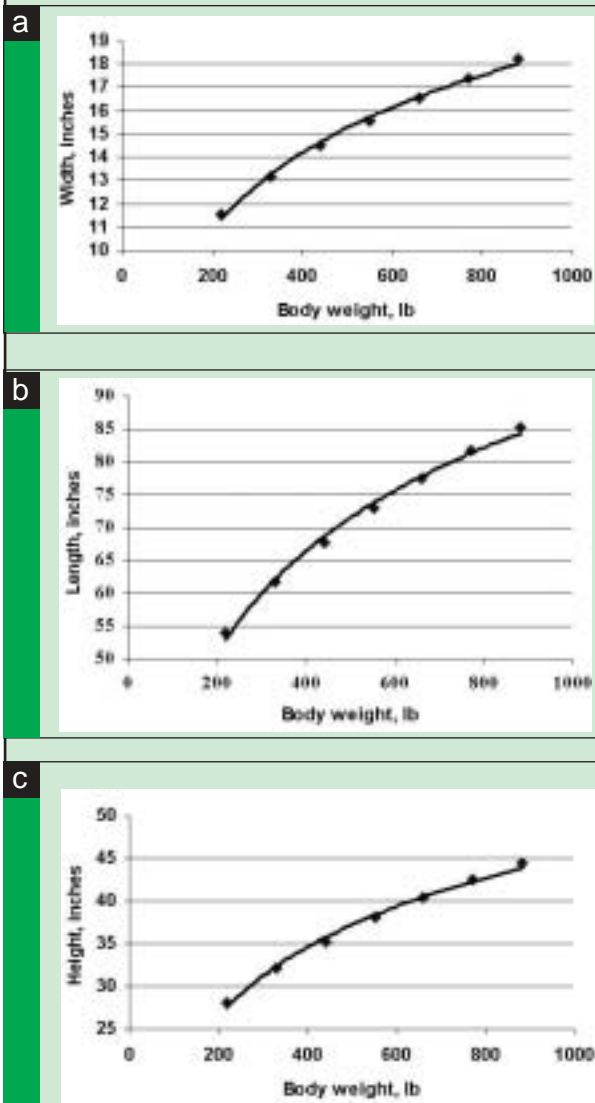 a
19
18
17
16
15
14
13
12
11
10
Width, inches
0 200 400 600 800 1000
Body weight, lb
b
90
85
80
75
70
65
60
55
50
Length, inches
0 200 400 600 800 1000
Body weight, lb
c
50
45
40
35
30
25
Height, inches
0 200 400 600 800 1000
Body weight, lb